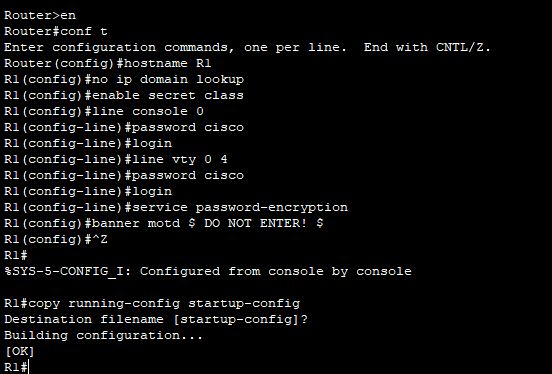 Router>en
Router#conf t
Enter configuration commands, one per line.  End with CNTL/Z.
Router(config)#hostname R1
R1(config)#no ip domain lookup
R1(config)#enable secret class
R1(config)#line console 0
R1(config-line)#password cisco
R1(config-line)#login
R1(config-line)#line vty 0 4
R1(config-line)#password cisco
R1(config-line)#login
R1(config-line)#service password-encryption
R1(config)#banner motd $ DO NOT ENTER! $
R1(config)#^Z
R1#
%SYS-5-CONFIG_I: Configured from console by console

R1#copy running-config startup-config
Destination filename [startup-config]?
Building configuration...
[OK]
R1#